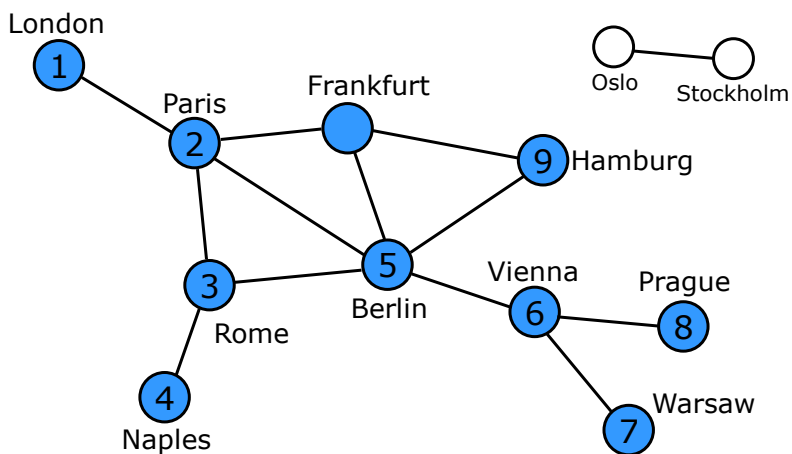 London
1
Paris
2
Frankfurt
Oslo
Stockholm
9
Hamburg
3
Rome
5
Berlin
Vienna
6
Prague
8
4
Naples
7
Warsaw